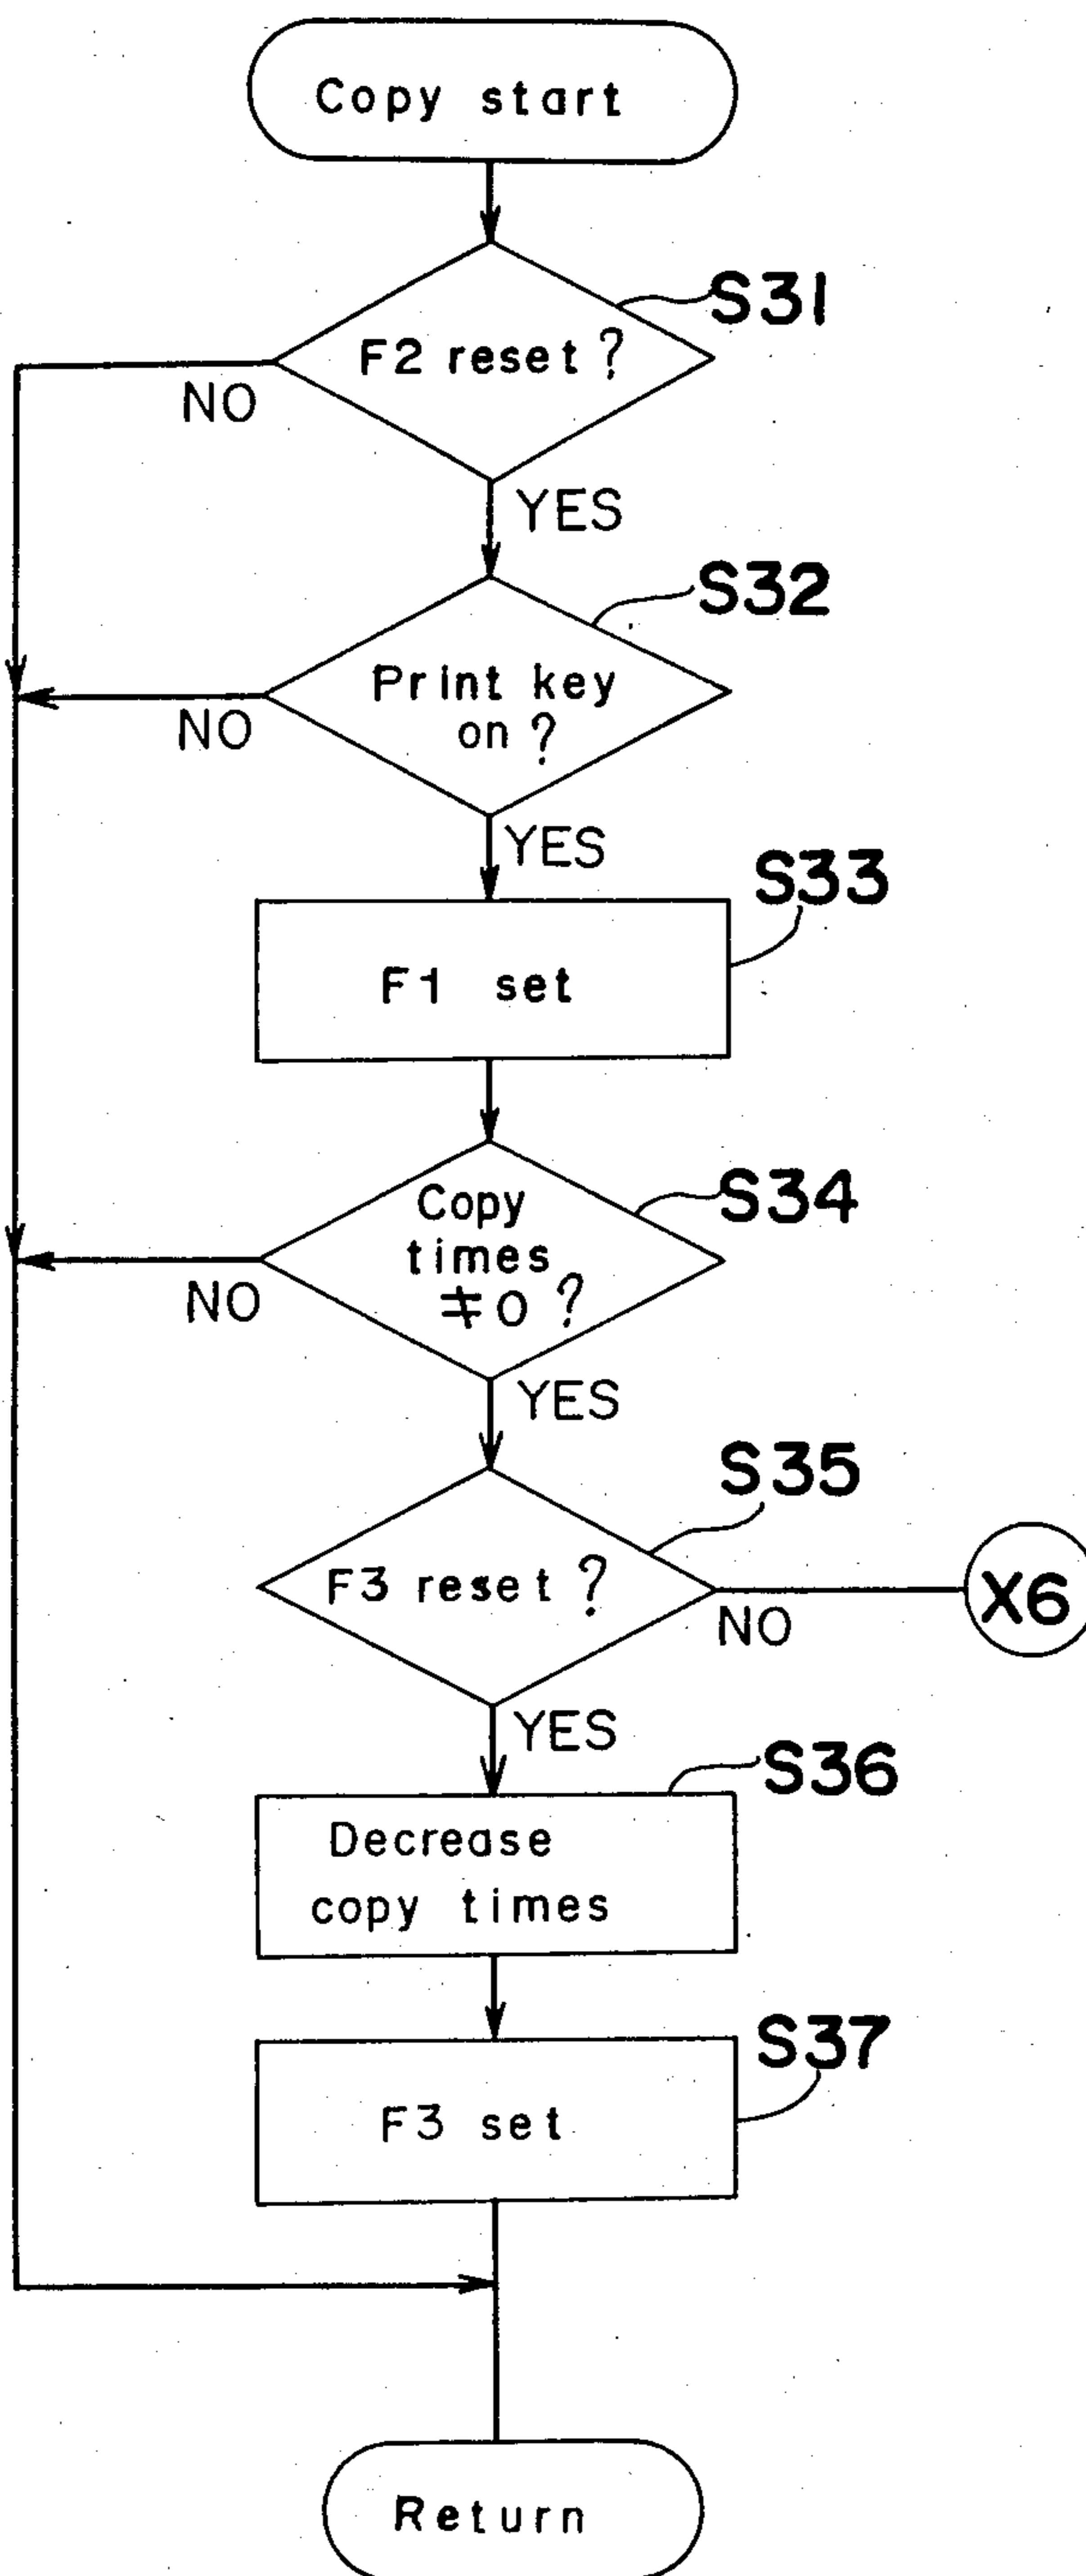 Copy start
S31
F2 reset ?
NO
YES
S32
Print key
on ?
NO
YES
S33
F1 set
S34
Copy
times
≠0 ?
NO
YES
S35
F3 reset ?
NO
X6
YES
S36
Decrease
copy times
S37
F3 set
Return